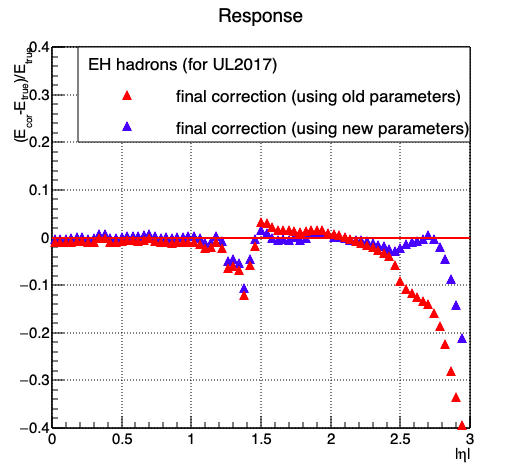 Response
(E_cor-E_true)/E_true
EH hadrons (for UL2017)
final correction (using old parameters)
final correction (using new parameters)
0.4
0.3
0.2
0.1
0
−0.1
−0.2
−0.3
−0.4
0 0.5 1 1.5 2 2.5 3
|η|